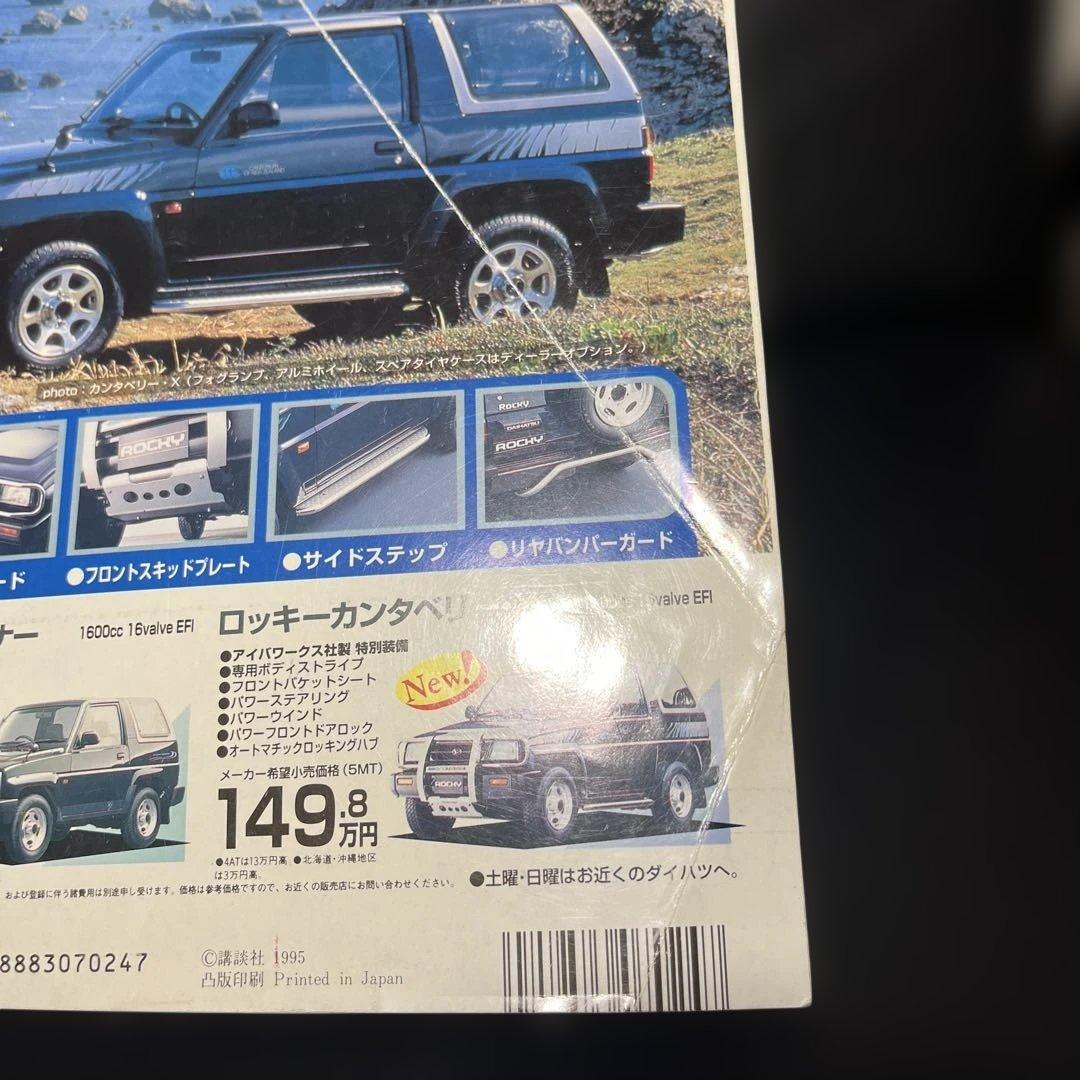 photo・カンタベリー・X(フォグランプ、アルミホイール、スペアタイヤケースはディーラーオプション。)
ROCKY
ROCKY
DAIHATSU
ROCKY
ード
●フロントスキッドプレート
●サイドステップ
●リヤバンパーガード
ナー
1600cc 16valve EFI
ロッキーカンタベリ
valve EFI
●アイパワークス社製 特別装備
●専用ボディストライプ
●フロントバケットシート
●パワーステアリング
●パワーウインド
●パワーフロントドアロック
●オートマチックロッキングハブ
New!
メーカー希望小売価格(5MT)
149.8万円
ROCKY
●4ATは13万円高 ●北海道・沖縄地区
は3万円高。
および登録に伴う諸費用は別途申し受けます。価格は参考価格ですので、お近くの販売店にお問い合わせください。
●土曜・日曜はお近くのダイハツへ。
8883070247
©講談社 1995
凸版印刷 Printed in Japan